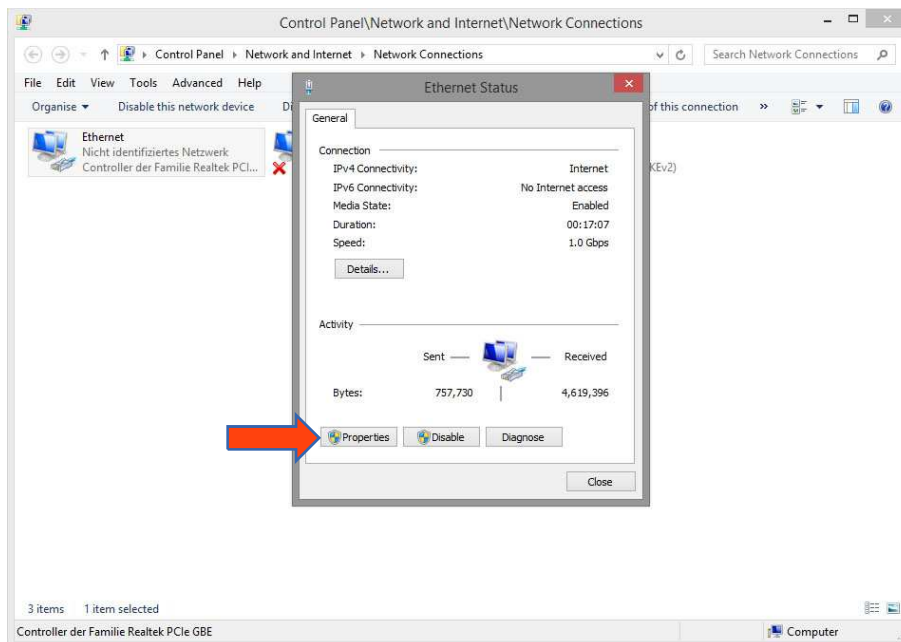 Control Panel\Network and Internet\Network Connections
Control Panel Network and Internet Network Connections
Search Network Connections
File Edit View Tools Advanced Help
Ethernet Status
Organise Disable this network device
of this connection »
General
Ethernet
Nicht identifiziertes Netzwerk
Controller der Familie Realtek PCI...
KEv2)
Connection
IPv4 Connectivity: Internet
IPv6 Connectivity: No Internet access
Media State: Enabled
Duration: 00:17:07
Speed: 1.0 Gbps
Details...
Activity
Sent Received
Bytes: 757,730 4,619,396
Properties Disable Diagnose
Close
3 items 1 item selected
Controller der Familie Realtek PCIe GBE Computer